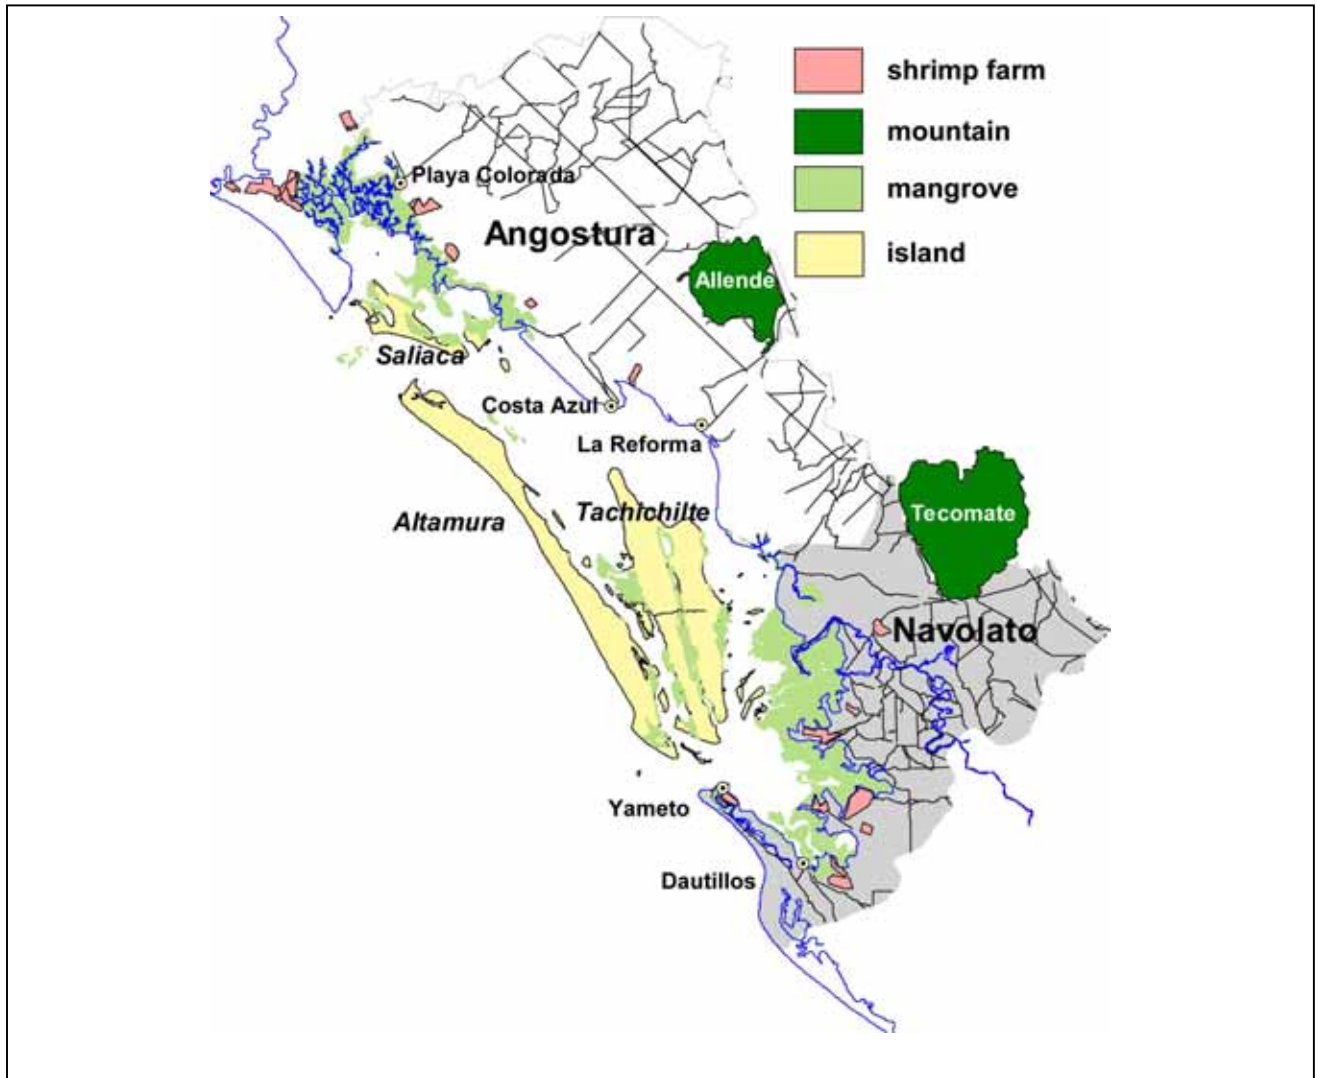 shrimp farm
mountain
mangrove
island
Playa Colorada
Angostura
Allende
Saliaca
Costa Azul
La Reforma
Altamura
Tachichilte
Tecomate
Navolato
Yameto
Dautillos